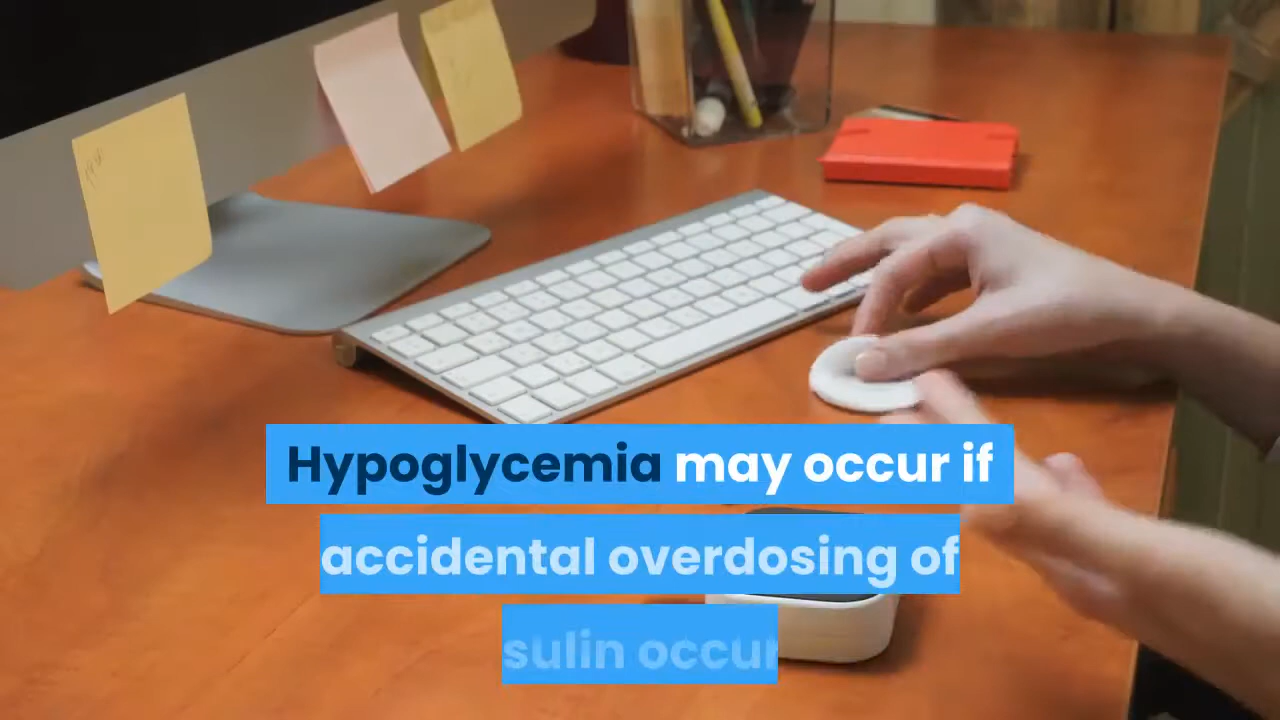 Hypoglycemia may occur if
accidental overdosing of
sulin occur